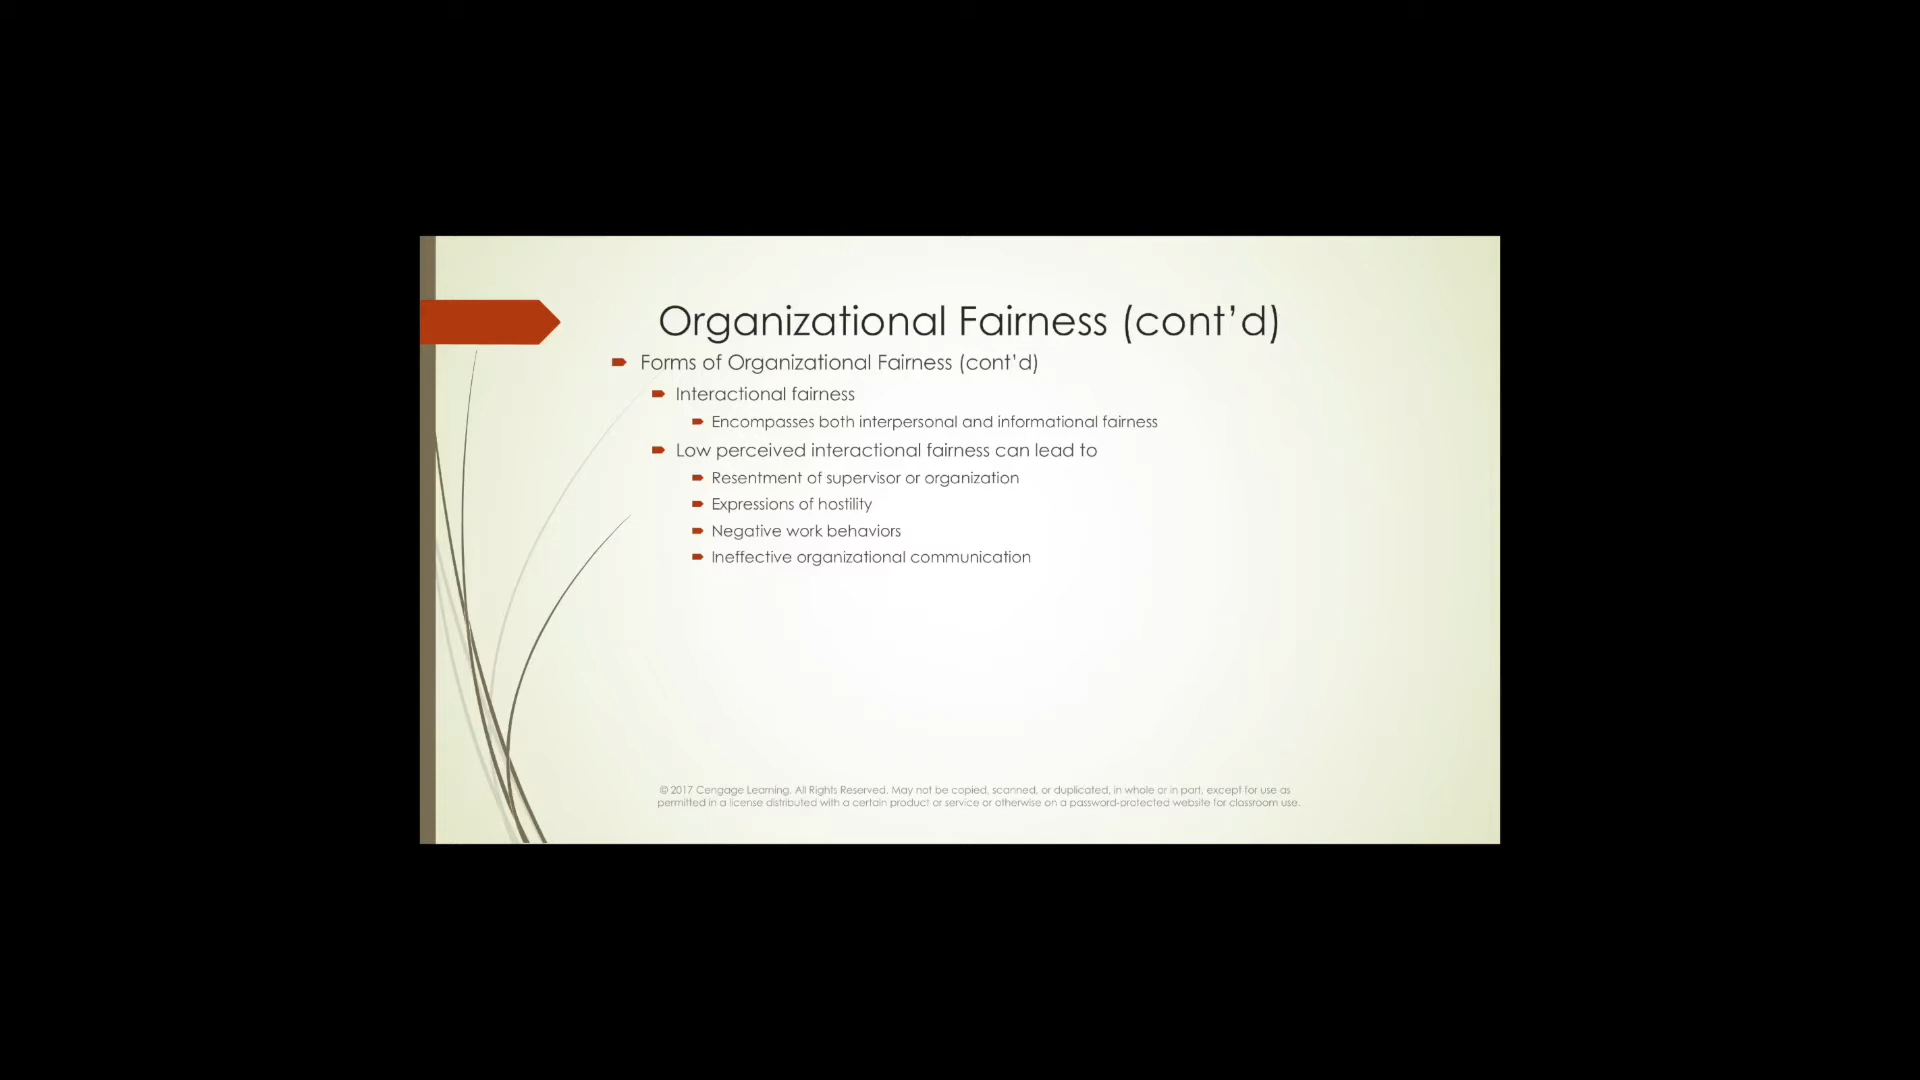 Organizational Fairness (cont’d)
Forms of Organizational Fairness (cont’d)
Interactional fairness
Encompasses both interpersonal and informational fairness
Low perceived interactional fairness can lead to
Resentment of supervisor or organization
Expressions of hostility
Negative work behaviors
Ineffective organizational communication
© 2017 Cengage Learning. All Rights Reserved. May not be copied, scanned, or duplicated, in whole or in part, except for use as
permitted in a license distributed with a certain product or service or otherwise on a password-protected website for classroom use.